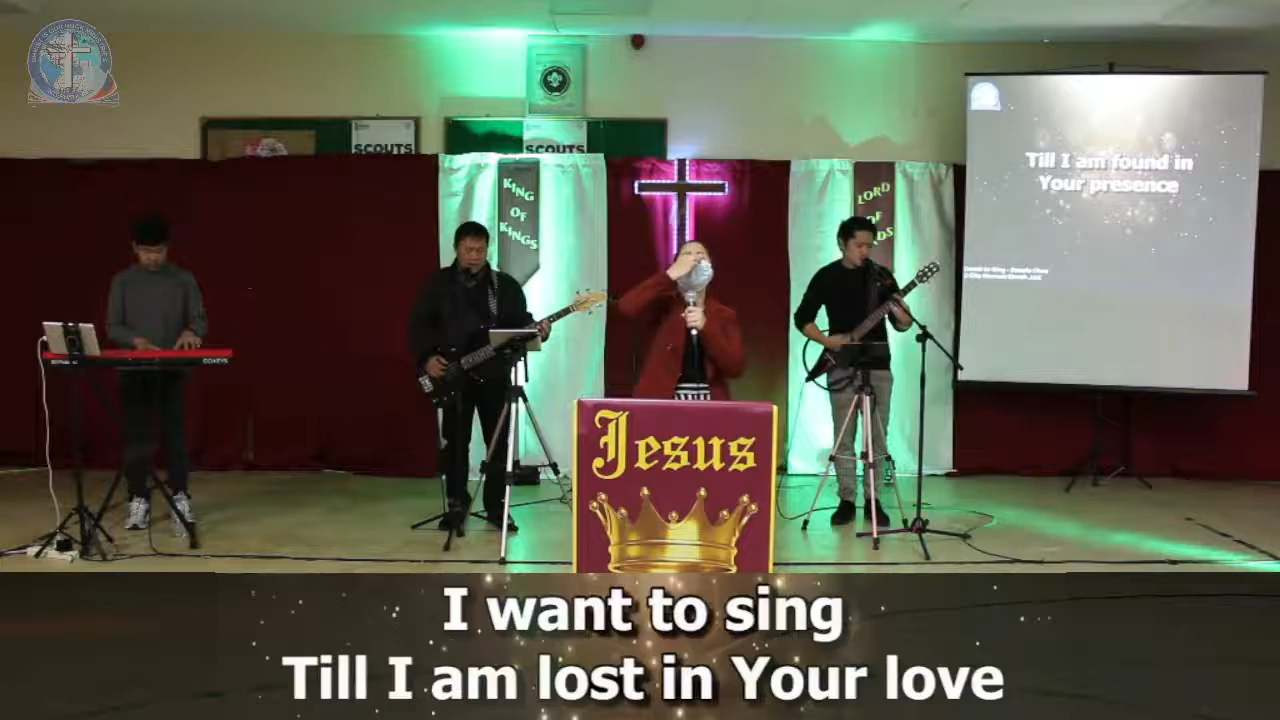 SCOUTS
SCOUTS
KING
OF
KINGS
LORD
OF
Till I am found in
Your presence
Jesus
I want to sing
Till I am lost in Your love